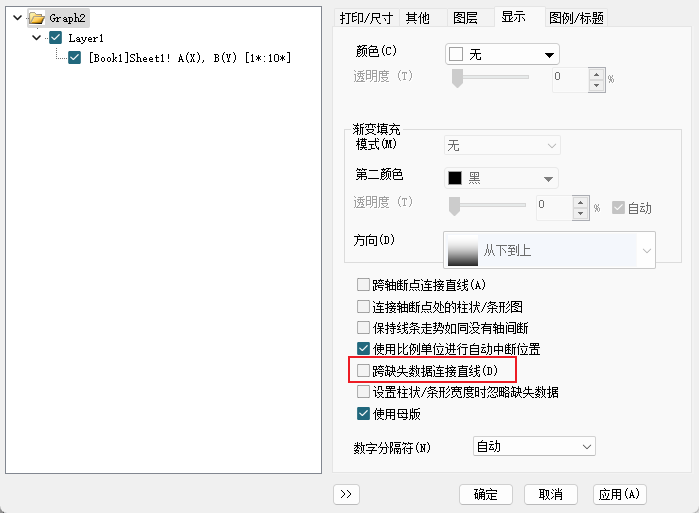 Graph2
Layer1
[Book1]Sheet1! A(X), B(Y) [1*:10*]
打印/尺寸 其他 图层 显示 图例/标题
颜色(C) 无
透明度 (T) 0 %
渐变填充
模式(M) 无
第二颜色 黑
透明度 (T) 0 % 自动
方向(D) 从下到上
跨轴断点连接直线(A)
连接轴断点处的柱状/条形图
保持线条走势如同没有轴间断
使用比例单位进行自动中断位置
跨缺失数据连接直线(D)
设置柱状/条形宽度时忽略缺失数据
使用母版
数字分隔符(N) 自动
>> 确定 取消 应用(A)